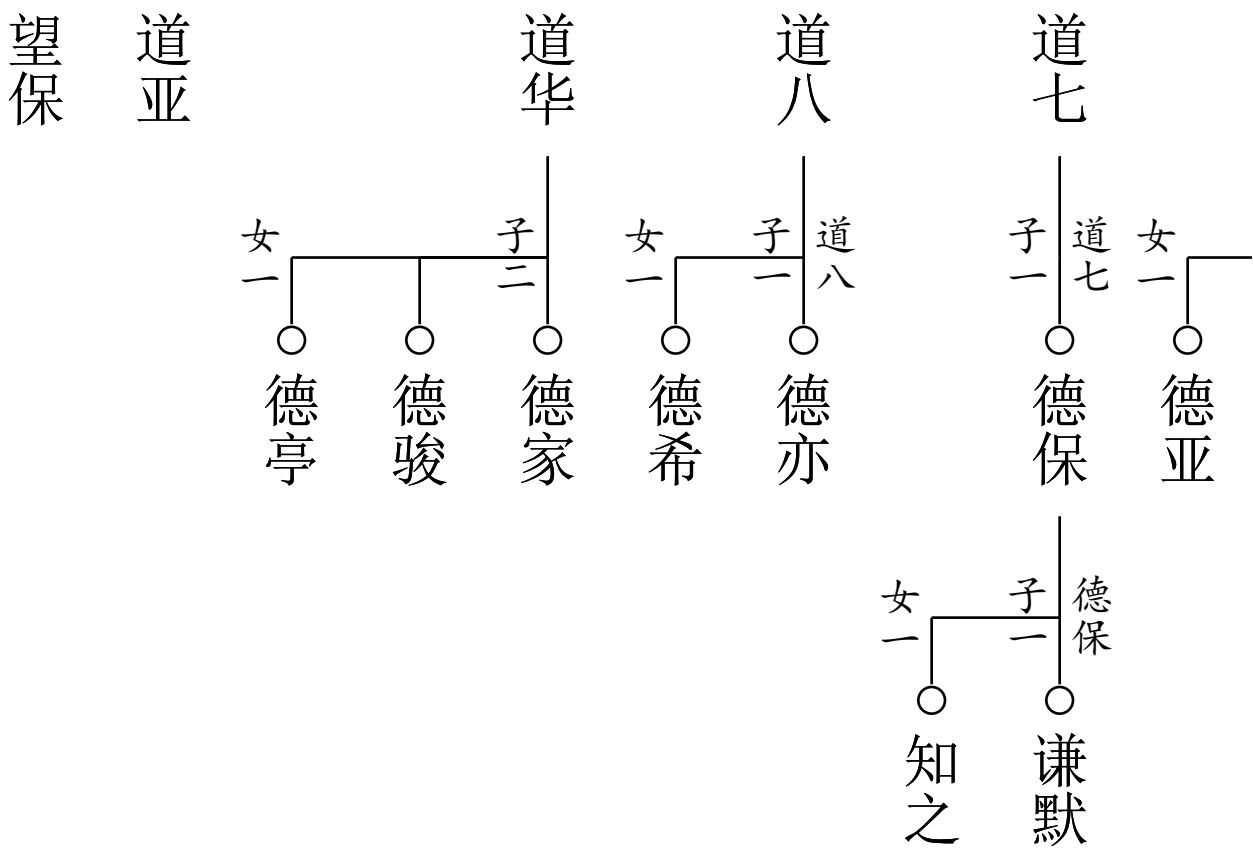 道七
道八
道华
道亚
望保
女一
道七
子一
道八
子一
女一
子二
女一
德亚
德保
德亦
德希
德家
德骏
德亭
德保
子一
女一
谦默
知之